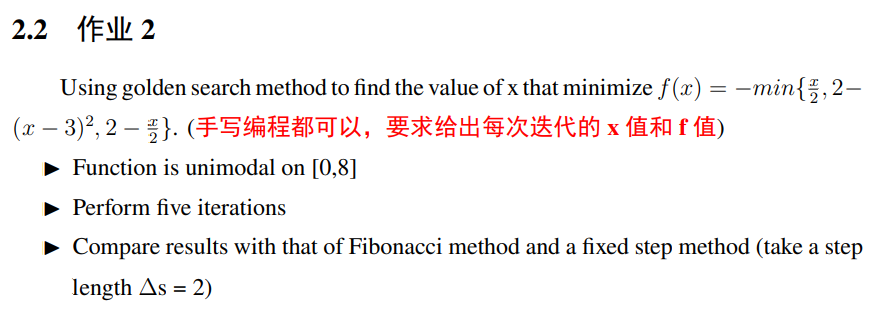 2.2 作业 2
Using golden search method to find the value of x that minimize f(x) = −min{x/2, 2−
(x − 3)², 2 − x/2}. (手写编程都可以，要求给出每次迭代的 x 值和 f 值)
▶ Function is unimodal on [0,8]
▶ Perform five iterations
▶ Compare results with that of Fibonacci method and a fixed step method (take a step
length Δs = 2)